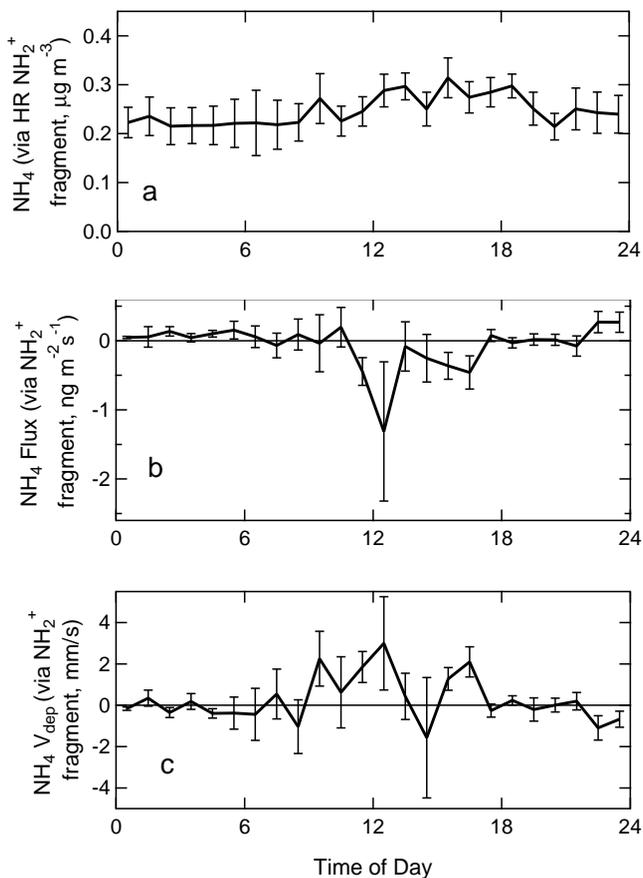 NH₄ (via HR NH₂⁺
fragment, μg m⁻³)
0.4
0.3
0.2
0.1
0.0
a
0 6 12 18 24
NH₄ Flux (via NH₂⁺
fragment, ng m⁻²s⁻¹)
0
-1
-2
b
0 6 12 18 24
NH₄ V_dep (via NH₂⁺
fragment, mm/s)
4
2
0
-2
-4
c
0 6 12 18 24
Time of Day